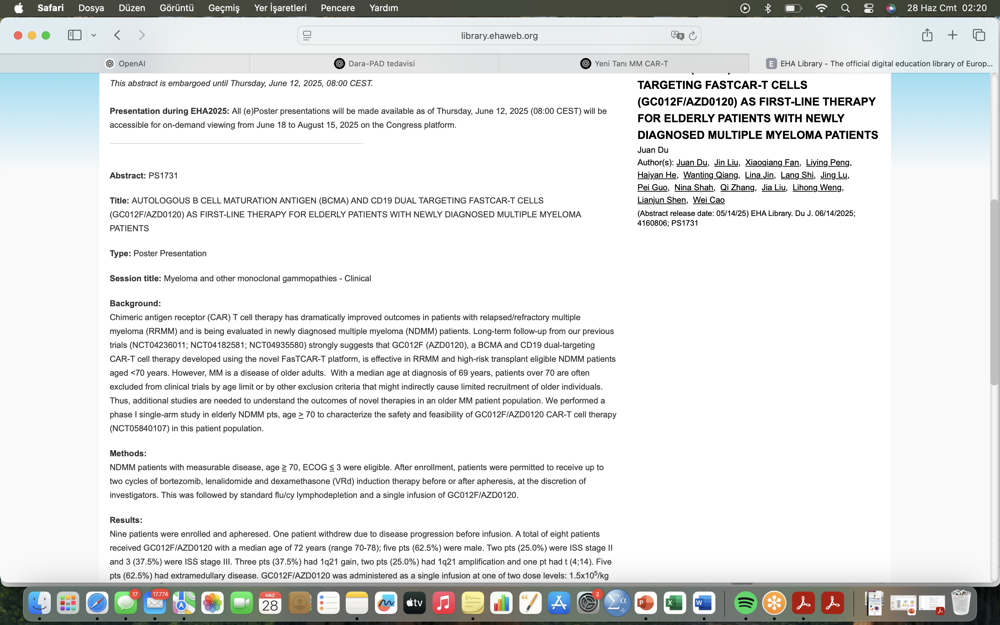 Safari Dosya Düzen Görüntü Geçmiş Yer İşaretleri Pencere Yardım 28 Haz Cmt 02:20
library.ehaweb.org
OpenAI Dara-PAD tedavisi Yeni Tanı MM CAR-T E EHA Library - The official digital education library of Europ...
This abstract is embargoed until Thursday, June 12, 2025, 08:00 CEST.
Presentation during EHA2025: All (e)Poster presentations will be made available as of Thursday, June 12, 2025 (08:00 CEST) will be
accessible for on-demand viewing from June 18 to August 15, 2025 on the Congress platform.
Abstract: PS1731
Title: AUTOLOGOUS B CELL MATURATION ANTIGEN (BCMA) AND CD19 DUAL TARGETING FASTCAR-T CELLS
(GC012F/AZD0120) AS FIRST-LINE THERAPY FOR ELDERLY PATIENTS WITH NEWLY DIAGNOSED MULTIPLE MYELOMA
PATIENTS
Type: Poster Presentation
Session title: Myeloma and other monoclonal gammopathies - Clinical
Background:
Chimeric antigen receptor (CAR) T cell therapy has dramatically improved outcomes in patients with relapsed/refractory multiple
myeloma (RRMM) and is being evaluated in newly diagnosed multiple myeloma (NDMM) patients. Long-term follow-up from our previous
trials (NCT04236011; NCT04182581; NCT04935580) strongly suggests that GC012F (AZD0120), a BCMA and CD19 dual-targeting
CAR-T cell therapy developed using the novel FasTCAR-T platform, is effective in RRMM and high-risk transplant eligible NDMM patients
aged <70 years. However, MM is a disease of older adults.  With a median age at diagnosis of 69 years, patients over 70 are often
excluded from clinical trials by age limit or by other exclusion criteria that might indirectly cause limited recruitment of older individuals.
Thus, additional studies are needed to understand the outcomes of novel therapies in an older MM patient population. We performed a
phase I single-arm study in elderly NDMM pts, age ≥ 70 to characterize the safety and feasibility of GC012F/AZD0120 CAR-T cell therapy
(NCT05840107) in this patient population.
Methods:
NDMM patients with measurable disease, age ≥ 70, ECOG ≤ 3 were eligible. After enrollment, patients were permitted to receive up to
two cycles of bortezomib, lenalidomide and dexamethasone (VRd) induction therapy before or after apheresis, at the discretion of
investigators. This was followed by standard flu/cy lymphodepletion and a single infusion of GC012F/AZD0120.
Results:
Nine patients were enrolled and apheresed. One patient withdrew due to disease progression before infusion. A total of eight patients
received GC012F/AZD0120 with a median age of 72 years (range 70-78); five pts (62.5%) were male. Two pts (25.0%) were ISS stage II
and 3 (37.5%) were ISS stage III. Three pts (37.5%) had 1q21 gain, two pts (25.0%) had 1q21 amplification and one pt had t (4;14). Five
pts (62.5%) had extramedullary disease. GC012F/AZD0120 was administered as a single infusion at one of two dose levels: 1.5x10⁵/kg
TARGETING FASTCAR-T CELLS
(GC012F/AZD0120) AS FIRST-LINE THERAPY
FOR ELDERLY PATIENTS WITH NEWLY
DIAGNOSED MULTIPLE MYELOMA PATIENTS
Juan Du
Author(s): Juan Du, Jin Liu, Xiaoqiang Fan, Liying Peng,
Haiyan He, Wanting Qiang, Lina Jin, Lang Shi, Jing Lu,
Pei Guo, Nina Shah, Qi Zhang, Jia Liu, Lihong Weng,
Lianjun Shen, Wei Cao
(Abstract release date: 05/14/25) EHA Library. Du J. 06/14/2025;
4160806; PS1731
17 17.774 HAZ 28 tv 2 P X W